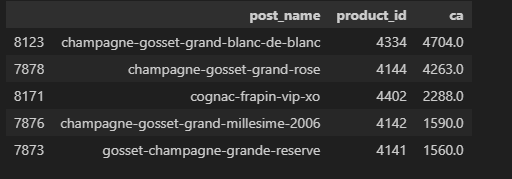 post_name product_id ca
8123 champagne-gosset-grand-blanc-de-blanc 4334 4704.0
7878 champagne-gosset-grand-rose 4144 4263.0
8171 cognac-frapin-vip-xo 4402 2288.0
7876 champagne-gosset-grand-millesime-2006 4142 1590.0
7873 gosset-champagne-grande-reserve 4141 1560.0